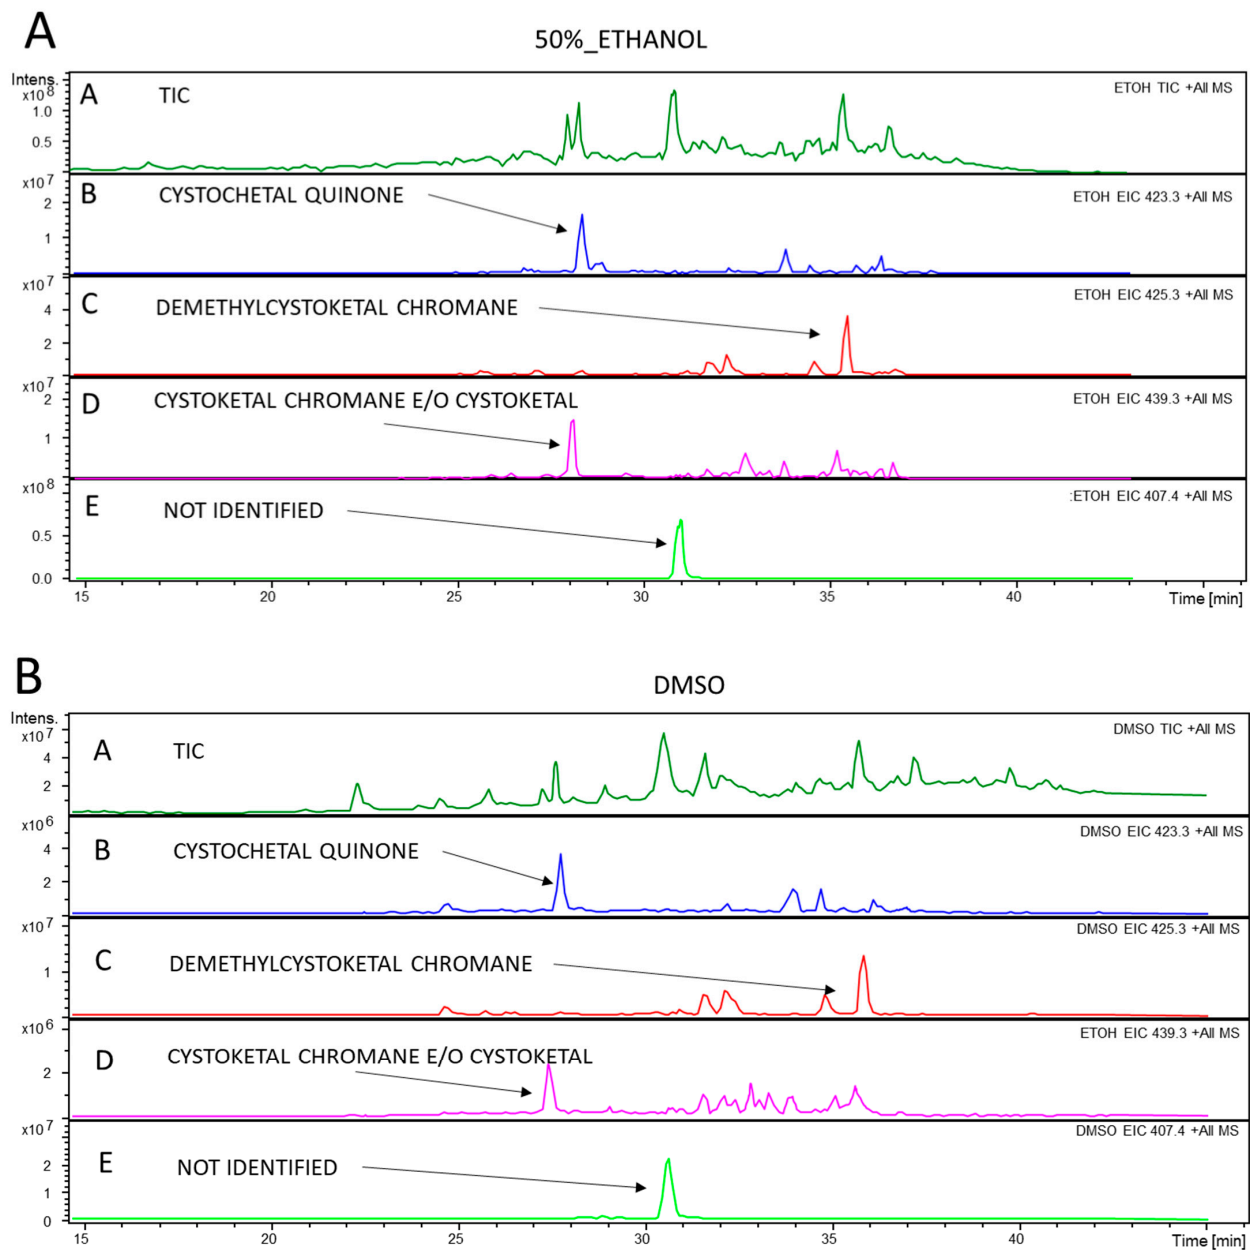 A
50%_ETHANOL
Intens.
x10^8
1.0
0.5
A TIC
ETOH TIC +All MS
x10^7
2
1
B CYSTOCHETAL QUINONE
ETOH EIC 423.3 +All MS
x10^7
4
2
C DEMETHYLCYSTOKETAL CHROMANE
ETOH EIC 425.3 +All MS
x10^7
2
1
D CYSTOKETAL CHROMANE E/O CYSTOKETAL
ETOH EIC 439.3 +All MS
x10^8
0.5
0.0
E NOT IDENTIFIED
:ETOH EIC 407.4 +All MS
15 20 25 30 35 40 Time [min]
B
DMSO
Intens.
x10^7
4
2
A TIC
DMSO TIC +All MS
x10^6
4
2
B CYSTOCHETAL QUINONE
DMSO EIC 423.3 +All MS
x10^7
1
C DEMETHYLCYSTOKETAL CHROMANE
DMSO EIC 425.3 +All MS
x10^6
2
D CYSTOKETAL CHROMANE E/O CYSTOKETAL
ETOH EIC 439.3 +All MS
x10^7
2
1
0
E NOT IDENTIFIED
DMSO EIC 407.4 +All MS
15 20 25 30 35 40 Time [min]